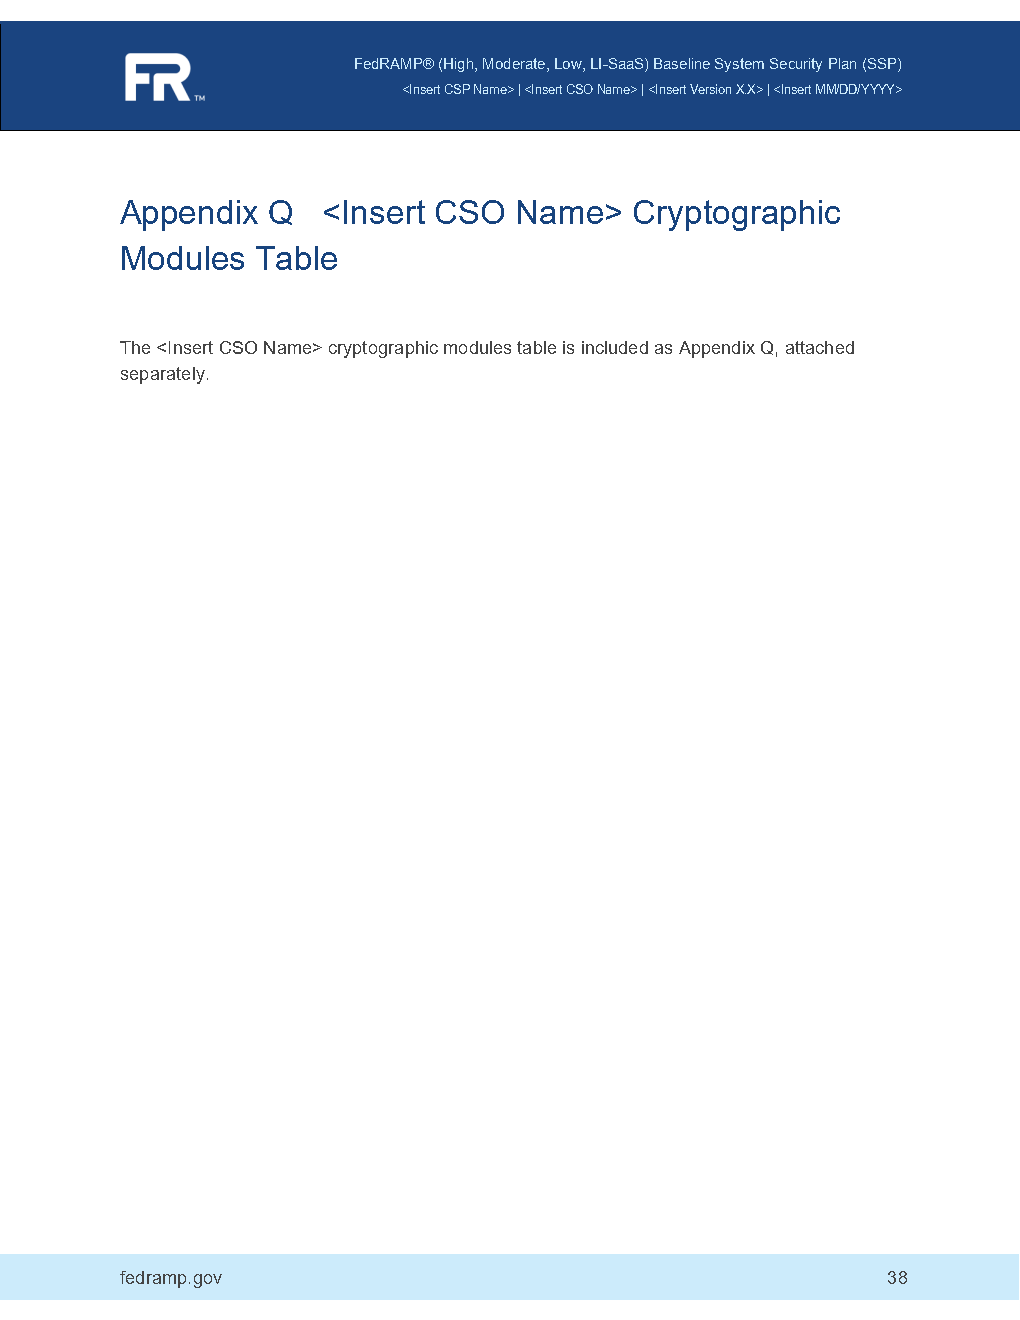 FR™
FedRAMP® (High, Moderate, Low, LI-SaaS) Baseline System Security Plan (SSP)
<Insert CSP Name> | <Insert CSO Name> | <Insert Version X.X> | <Insert MM/DD/YYYY>
Appendix Q <Insert CSO Name> Cryptographic
Modules Table
The <Insert CSO Name> cryptographic modules table is included as Appendix Q, attached
separately.
fedramp.gov 38